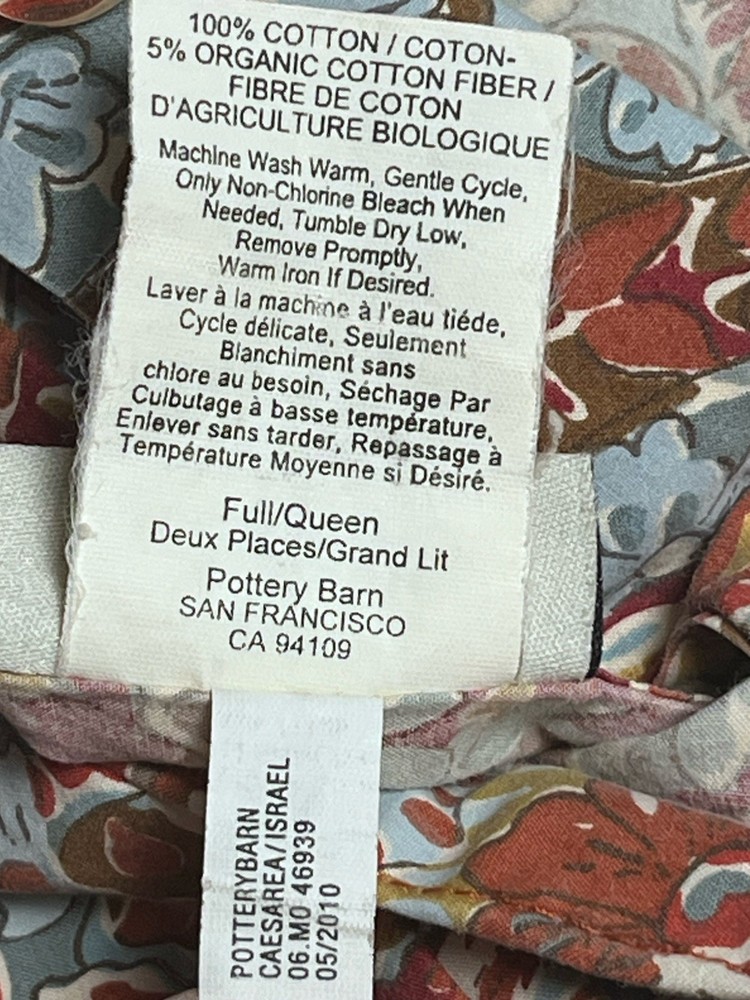 100% COTTON / COTON-
5% ORGANIC COTTON FIBER /
FIBRE DE COTON
D'AGRICULTURE BIOLOGIQUE
Machine Wash Warm, Gentle Cycle,
Only Non-Chlorine Bleach When
Needed, Tumble Dry Low,
Remove Promptly,
Warm Iron If Desired.
Laver à la machine à l'eau tiéde,
Cycle délicate, Seulement
Blanchiment sans
chlore au besoin, Séchage Par
Culbutage à basse température,
Enlever sans tarder, Repassage à
Température Moyenne si Désiré.
Full/Queen
Deux Places/Grand Lit
Pottery Barn
SAN FRANCISCO
CA 94109
POTTERYBARN
CAESAREA/ISRAEL
06 MO 46939
05/2010